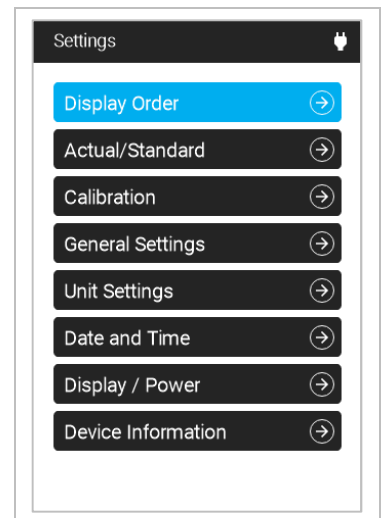 Settings
Display Order
Actual/Standard
Calibration
General Settings
Unit Settings
Date and Time
Display / Power
Device Information